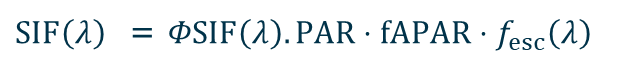 SIF(λ) = ΦSIF(λ).PAR · fAPAR · f_esc(λ)